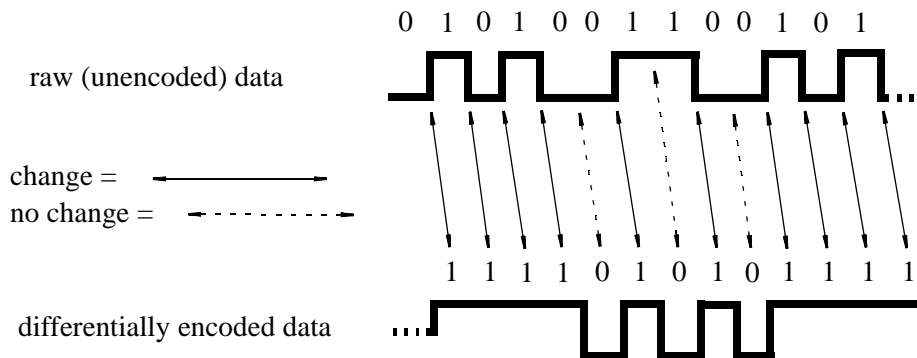 0 1 0 1 0 0 1 1 0 0 1 0 1
raw (unencoded) data
change =
no change =
1 1 1 1 0 1 0 1 0 1 1 1 1
differentially encoded data